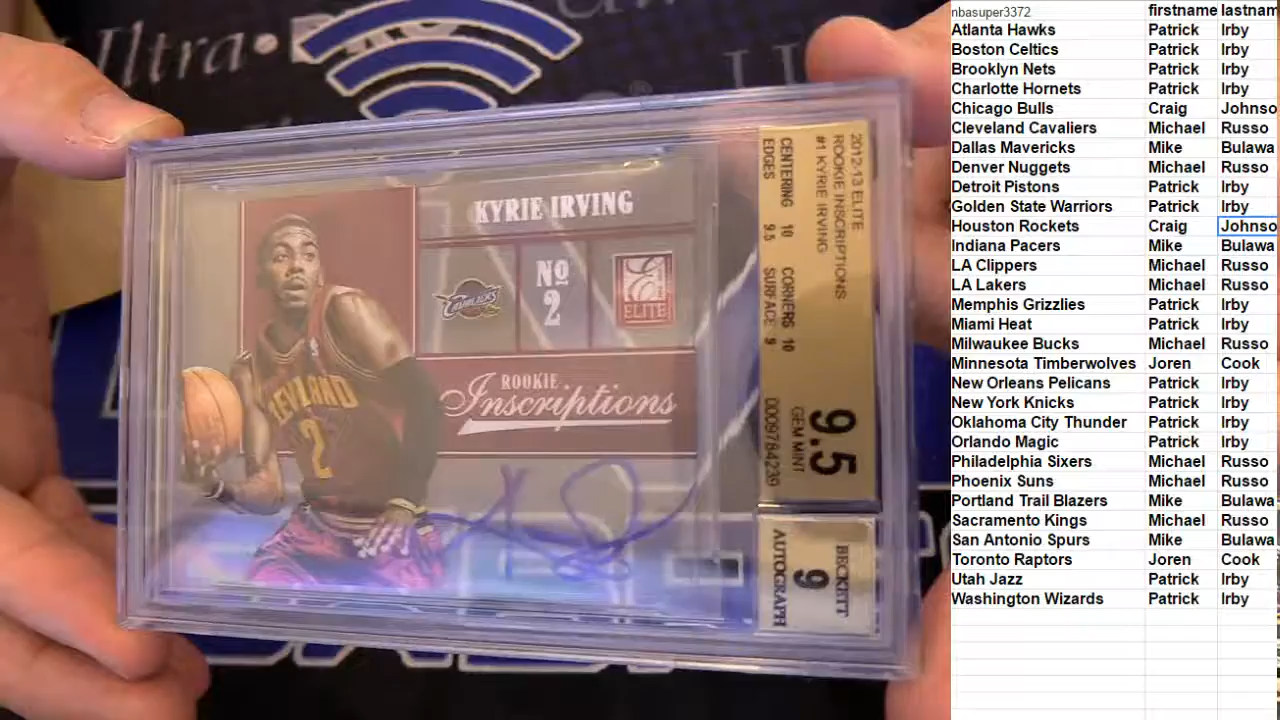 ltra•PRO
KYRIE IRVING
CAVALIERS
No
2
ELITE
ROOKIE
Inscriptions
CLEVELAND
2
2012-13 ELITE
ROOKIE INSCRIPTIONS
#1 KYRIE IRVING
CENTERING 10 CORNERS 10
EDGES 9.5 SURFACE 9
9.5
GEM MINT
0009784239
BECKETT
9
AUTOGRAPH
nbasuper3372 firstname lastnam
Atlanta Hawks Patrick Irby
Boston Celtics Patrick Irby
Brooklyn Nets Patrick Irby
Charlotte Hornets Patrick Irby
Chicago Bulls Craig Johnso
Cleveland Cavaliers Michael Russo
Dallas Mavericks Mike Bulawa
Denver Nuggets Michael Russo
Detroit Pistons Patrick Irby
Golden State Warriors Patrick Irby
Houston Rockets Craig Johnso
Indiana Pacers Mike Bulawa
LA Clippers Michael Russo
LA Lakers Michael Russo
Memphis Grizzlies Patrick Irby
Miami Heat Patrick Irby
Milwaukee Bucks Michael Russo
Minnesota Timberwolves Joren Cook
New Orleans Pelicans Patrick Irby
New York Knicks Patrick Irby
Oklahoma City Thunder Patrick Irby
Orlando Magic Patrick Irby
Philadelphia Sixers Michael Russo
Phoenix Suns Michael Russo
Portland Trail Blazers Mike Bulawa
Sacramento Kings Michael Russo
San Antonio Spurs Mike Bulawa
Toronto Raptors Joren Cook
Utah Jazz Patrick Irby
Washington Wizards Patrick Irby